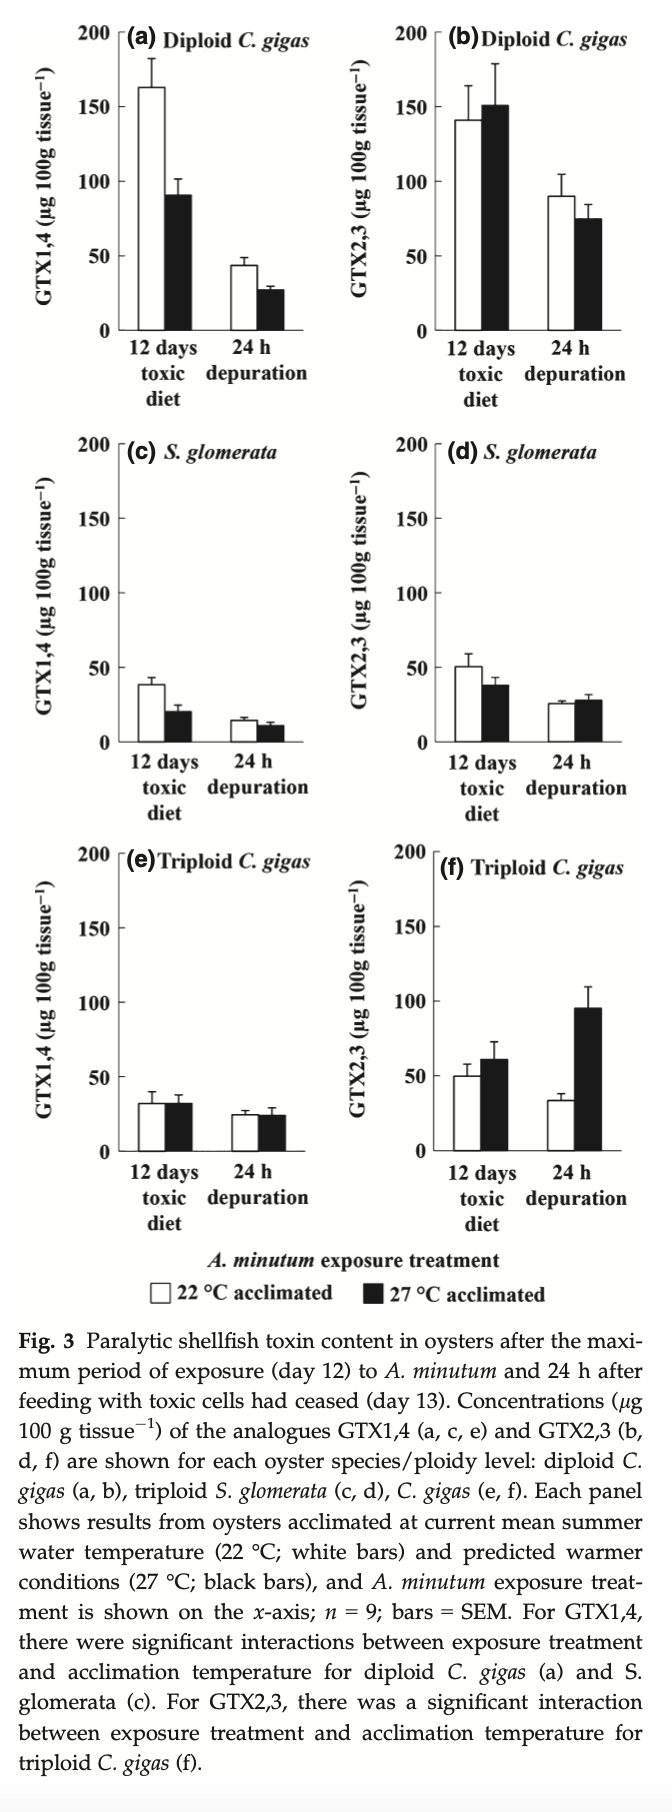 (a) Diploid C. gigas
GTX1,4 (µg 100g tissue⁻¹)
200
150
100
50
0
12 days toxic diet
24 h depuration
(b) Diploid C. gigas
GTX2,3 (µg 100g tissue⁻¹)
200
150
100
50
0
12 days toxic diet
24 h depuration
(c) S. glomerata
GTX1,4 (µg 100g tissue⁻¹)
200
150
100
50
0
12 days toxic diet
24 h depuration
(d) S. glomerata
GTX2,3 (µg 100g tissue⁻¹)
200
150
100
50
0
12 days toxic diet
24 h depuration
(e) Triploid C. gigas
GTX1,4 (µg 100g tissue⁻¹)
200
150
100
50
0
12 days toxic diet
24 h depuration
(f) Triploid C. gigas
GTX2,3 (µg 100g tissue⁻¹)
200
150
100
50
0
12 days toxic diet
24 h depuration
A. minutum exposure treatment
22 °C acclimated 27 °C acclimated
Fig. 3 Paralytic shellfish toxin content in oysters after the maxi-
mum period of exposure (day 12) to A. minutum and 24 h after
feeding with toxic cells had ceased (day 13). Concentrations (µg
100 g tissue⁻¹) of the analogues GTX1,4 (a, c, e) and GTX2,3 (b,
d, f) are shown for each oyster species/ploidy level: diploid C.
gigas (a, b), triploid S. glomerata (c, d), C. gigas (e, f). Each panel
shows results from oysters acclimated at current mean summer
water temperature (22 °C; white bars) and predicted warmer
conditions (27 °C; black bars), and A. minutum exposure treat-
ment is shown on the x-axis; n = 9; bars = SEM. For GTX1,4,
there were significant interactions between exposure treatment
and acclimation temperature for diploid C. gigas (a) and S.
glomerata (c). For GTX2,3, there was a significant interaction
between exposure treatment and acclimation temperature for
triploid C. gigas (f).